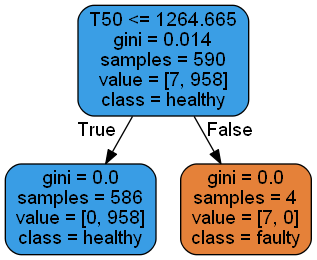 T50 <= 1264.665
gini = 0.014
samples = 590
value = [7, 958]
class = healthy
True
False
gini = 0.0
samples = 586
value = [0, 958]
class = healthy
gini = 0.0
samples = 4
value = [7, 0]
class = faulty